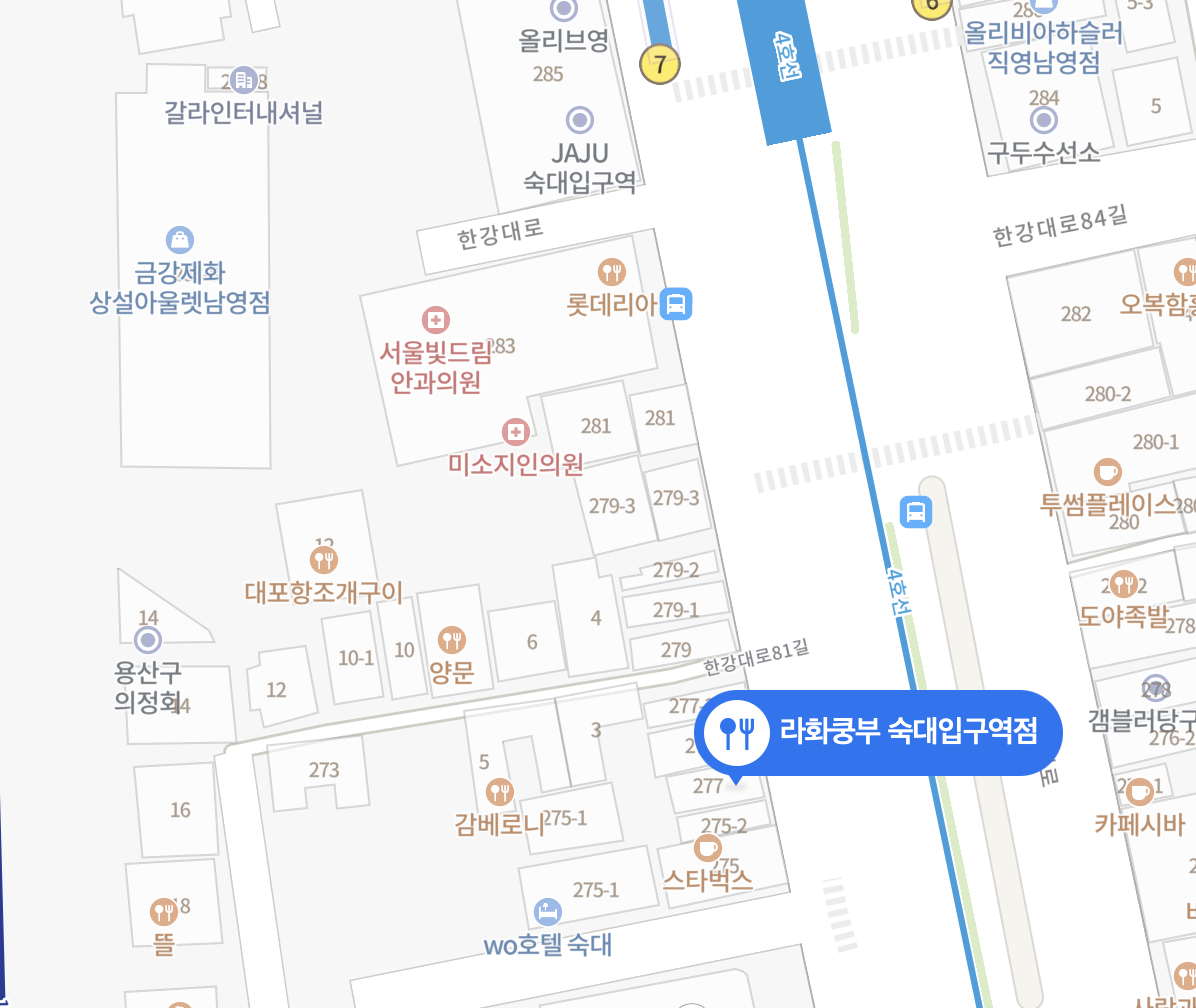 올리브영
285
7
4호선
6
5-3
올리비아하슬러
직영남영점
갈라인터내셔널
284
5
구두수선소
JAJU
숙대입구역
한강대로
한강대로84길
금강제화
상설아울렛남영점
롯데리아
282
서울빛드림
안과의원
283
280-2
281
281
280-1
미소지인의원
279-3
279-3
투썸플레이스
280
12
대포항조개구이
279-2
279-1
279
4호선
도야족발
278
14
용산구
의정회
14
10-1
10
양문
6
4
12
한강대로81길
278
갬블러당구
276-2
라화쿵부 숙대입구역점
3
5
273
277
16
감베로니
275-1
275-2
275
스타벅스
카페시바
275-1
18
뜰
wo호텔 숙대